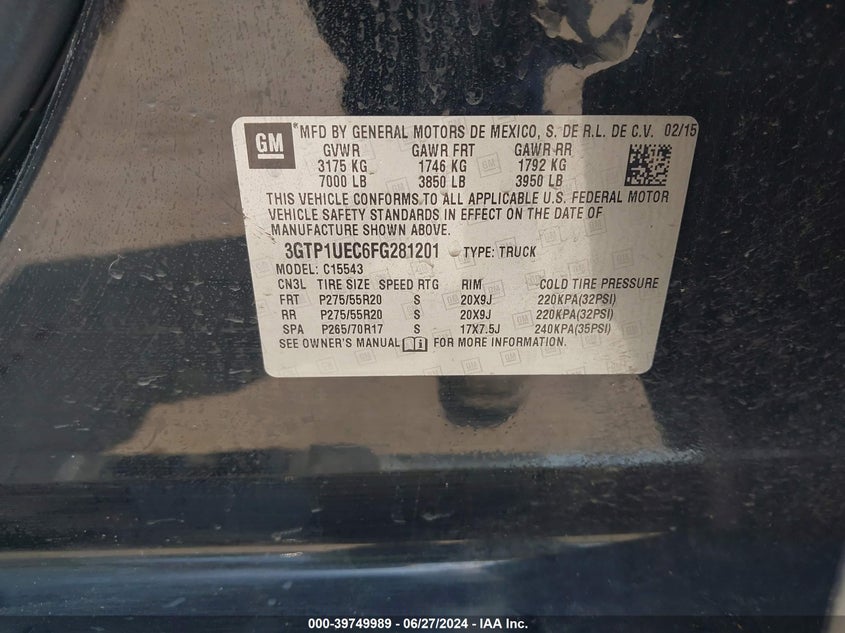 GM
*MFD BY GENERAL MOTORS DE MEXICO, S. DE R.L. DE C.V. 02/15
GVWR GAWR FRT GAWR RR
3175 KG 1746 KG 1792 KG
7000 LB 3850 LB 3950 LB
THIS VEHICLE CONFORMS TO ALL APPLICABLE U.S. FEDERAL MOTOR
VEHICLE SAFETY STANDARDS IN EFFECT ON THE DATE OF
MANUFACTURE SHOWN ABOVE.
3GTP1UEC6FG281201 TYPE: TRUCK
MODEL: C15543
CN3L TIRE SIZE SPEED RTG RIM COLD TIRE PRESSURE
FRT P275/55R20 S 20X9J 220KPA(32PSI)
RR P275/55R20 S 20X9J 220KPA(32PSI)
SPA P265/70R17 S 17X7.5J 240KPA(35PSI)
SEE OWNER'S MANUAL FOR MORE INFORMATION.
000-39749989 - 06/27/2024 - IAA Inc.